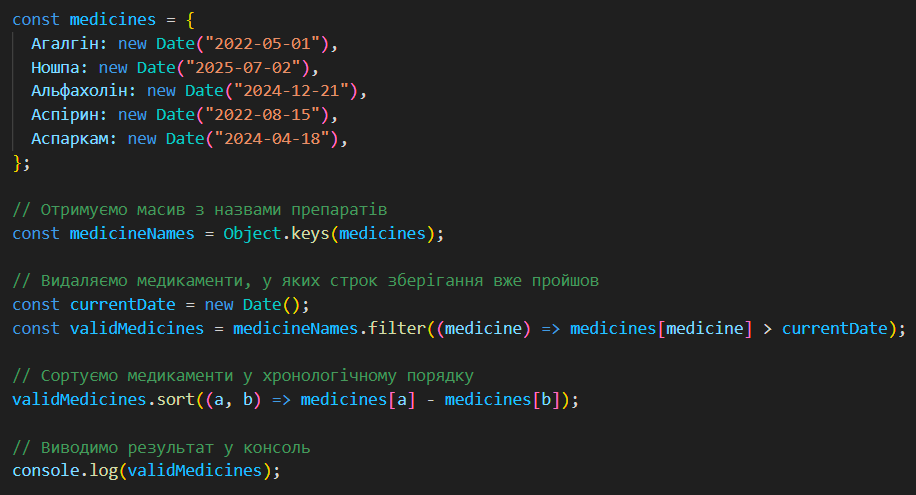 const medicines = {
  Агалгін: new Date("2022-05-01"),
  Ношпа: new Date("2025-07-02"),
  Альфахолін: new Date("2024-12-21"),
  Аспірин: new Date("2022-08-15"),
  Аспаркам: new Date("2024-04-18"),
};

// Отримуємо масив з назвами препаратів
const medicineNames = Object.keys(medicines);

// Видаляємо медикаменти, у яких строк зберігання вже пройшов
const currentDate = new Date();
const validMedicines = medicineNames.filter((medicine) => medicines[medicine] > currentDate);

// Сортуємо медикаменти у хронологічному порядку
validMedicines.sort((a, b) => medicines[a] - medicines[b]);

// Виводимо результат у консоль
console.log(validMedicines);